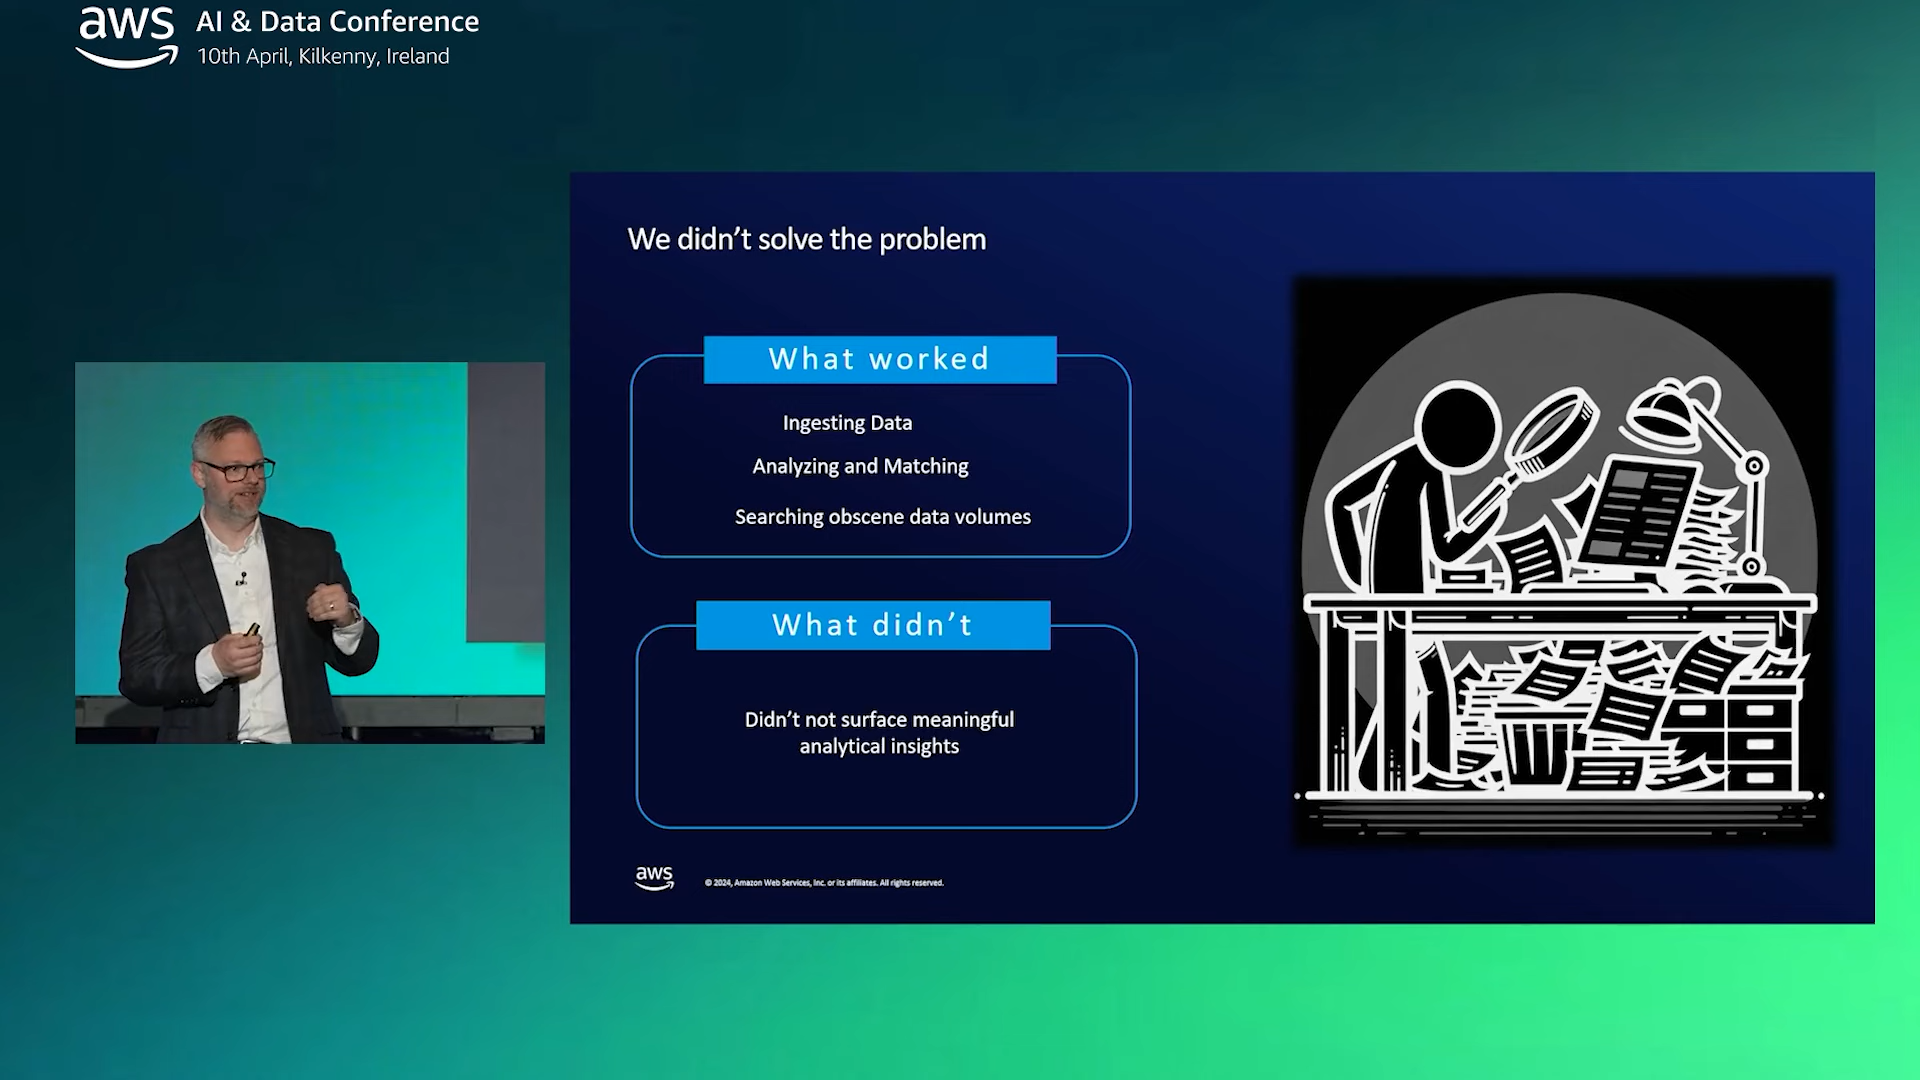 aws
AI & Data Conference
10th April, Kilkenny, Ireland
We didn’t solve the problem
What worked
Ingesting Data
Analyzing and Matching
Searching obscene data volumes
What didn’t
Didn’t not surface meaningful
analytical insights
aws
© 2024, Amazon Web Services, Inc. or its affiliates. All rights reserved.